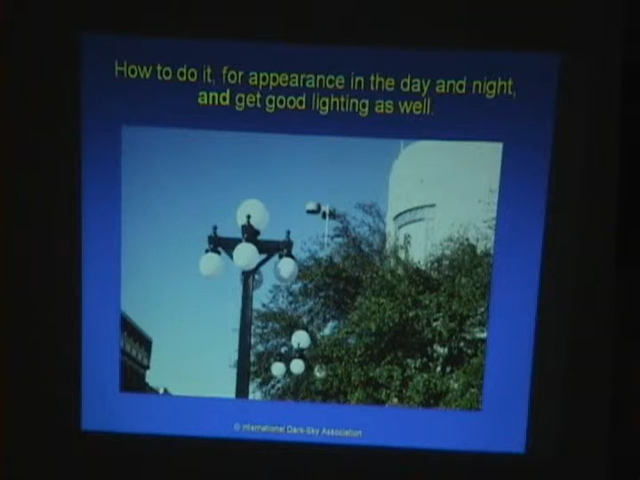 How to do it, for appearance in the day and night,
and get good lighting as well.
© International Dark-Sky Association